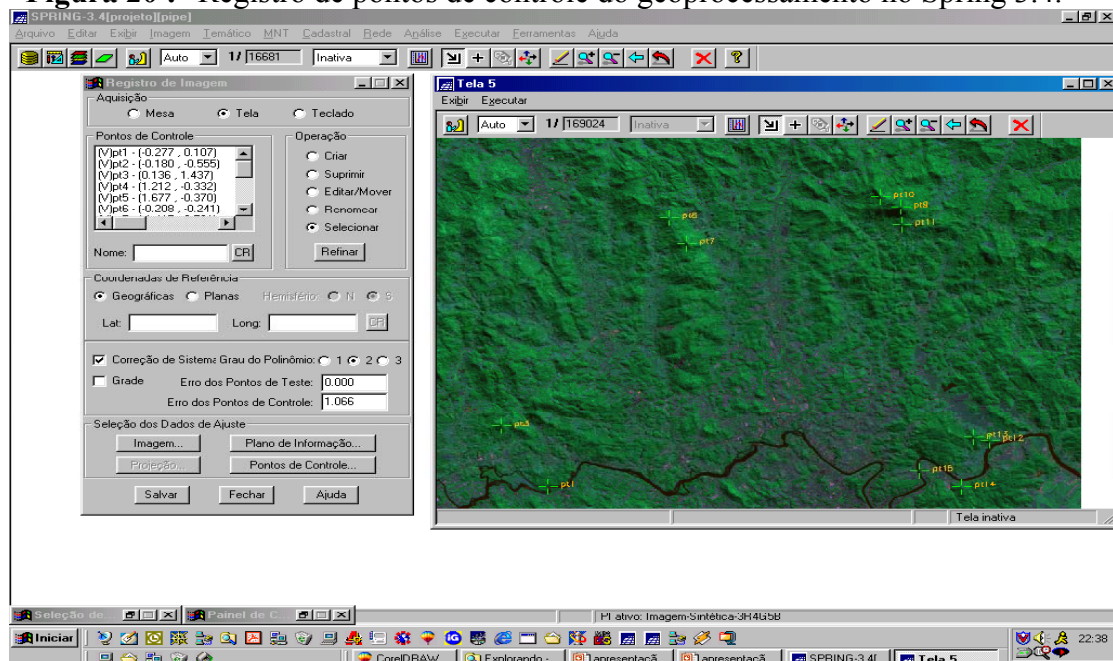 Figura 20 . Registro de pontos de controle do geoprocessamento no Spring 3.4.
SPRING-3.4[projeto][pipe]
Arquivo Editar Exibir Imagem Temático MNT Cadastral Rede Análise Executar Ferramentas Ajuda
Auto 1/ 16681 Inativa
Registro de Imagem
Aquisição
Mesa Tela Teclado
Pontos de Controle
(V)pt1 - (-0.277 , 0.107)
(V)pt2 - (-0.180 , -0.555)
(V)pt3 - (0.136 , 1.437)
(V)pt4 - (1.212 , -0.332)
(V)pt5 - (1.677 , -0.370)
(V)pt6 - (-0.208 , -0.241)
Nome: CR
Operação
Criar
Suprimir
Editar/Mover
Renomear
Selecionar
Refinar
Coordenadas de Referência
Geográficas Planas Hemisfério: N S
Lat: Long: CR
Correção de Sistema Grau do Polinômio: 1 2 3
Grade Erro dos Pontos de Teste: 0.000
Erro dos Pontos de Controle: 1.066
Seleção dos Dados de Ajuste
Imagem... Plano de Informação...
Projeção... Pontos de Controle...
Salvar Fechar Ajuda
Tela 5
Exibir Executar
Auto 1/ 169024 Inativa
pt10
pt6 pt8
pt11
pt7
pt13 pt12
pt15
pt1 pt14
Tela inativa
Seleção de Painel de C...
PI ativo: Imagem-Sintética-3R4G5B
Iniciar 22:38
CorelDRAW Explorando - apresentaçã apresentaçã SPRING-3.4[ Tela 5